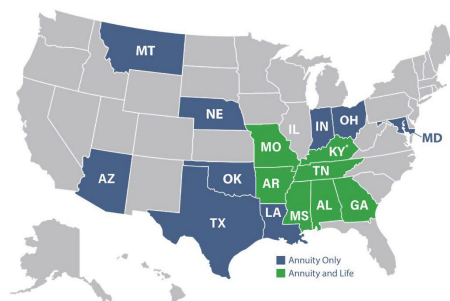 MT
NE
IL
IN
OH
MD
MO
KY*
TN
AZ
OK
AR
TX
LA
MS
AL
GA
Annuity Only
Annuity and Life